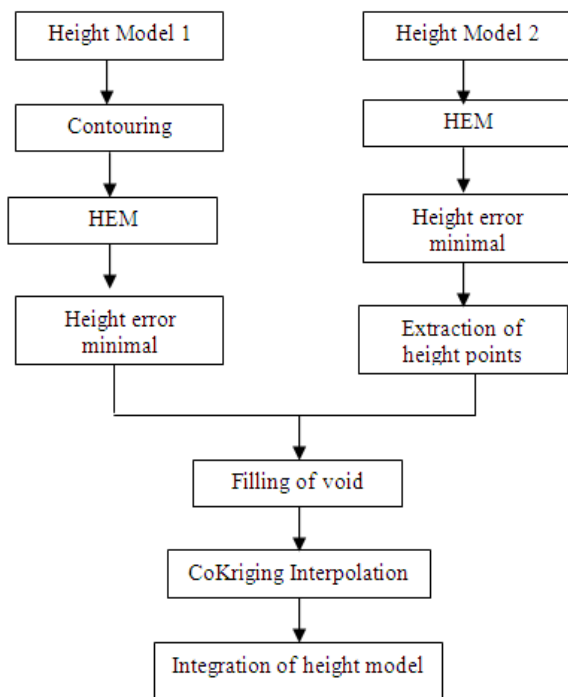 Height Model 1
Contouring
HEM
Height error
minimal
Height Model 2
HEM
Height error
minimal
Extraction of
height points
Filling of void
CoKriging Interpolation
Integration of height model